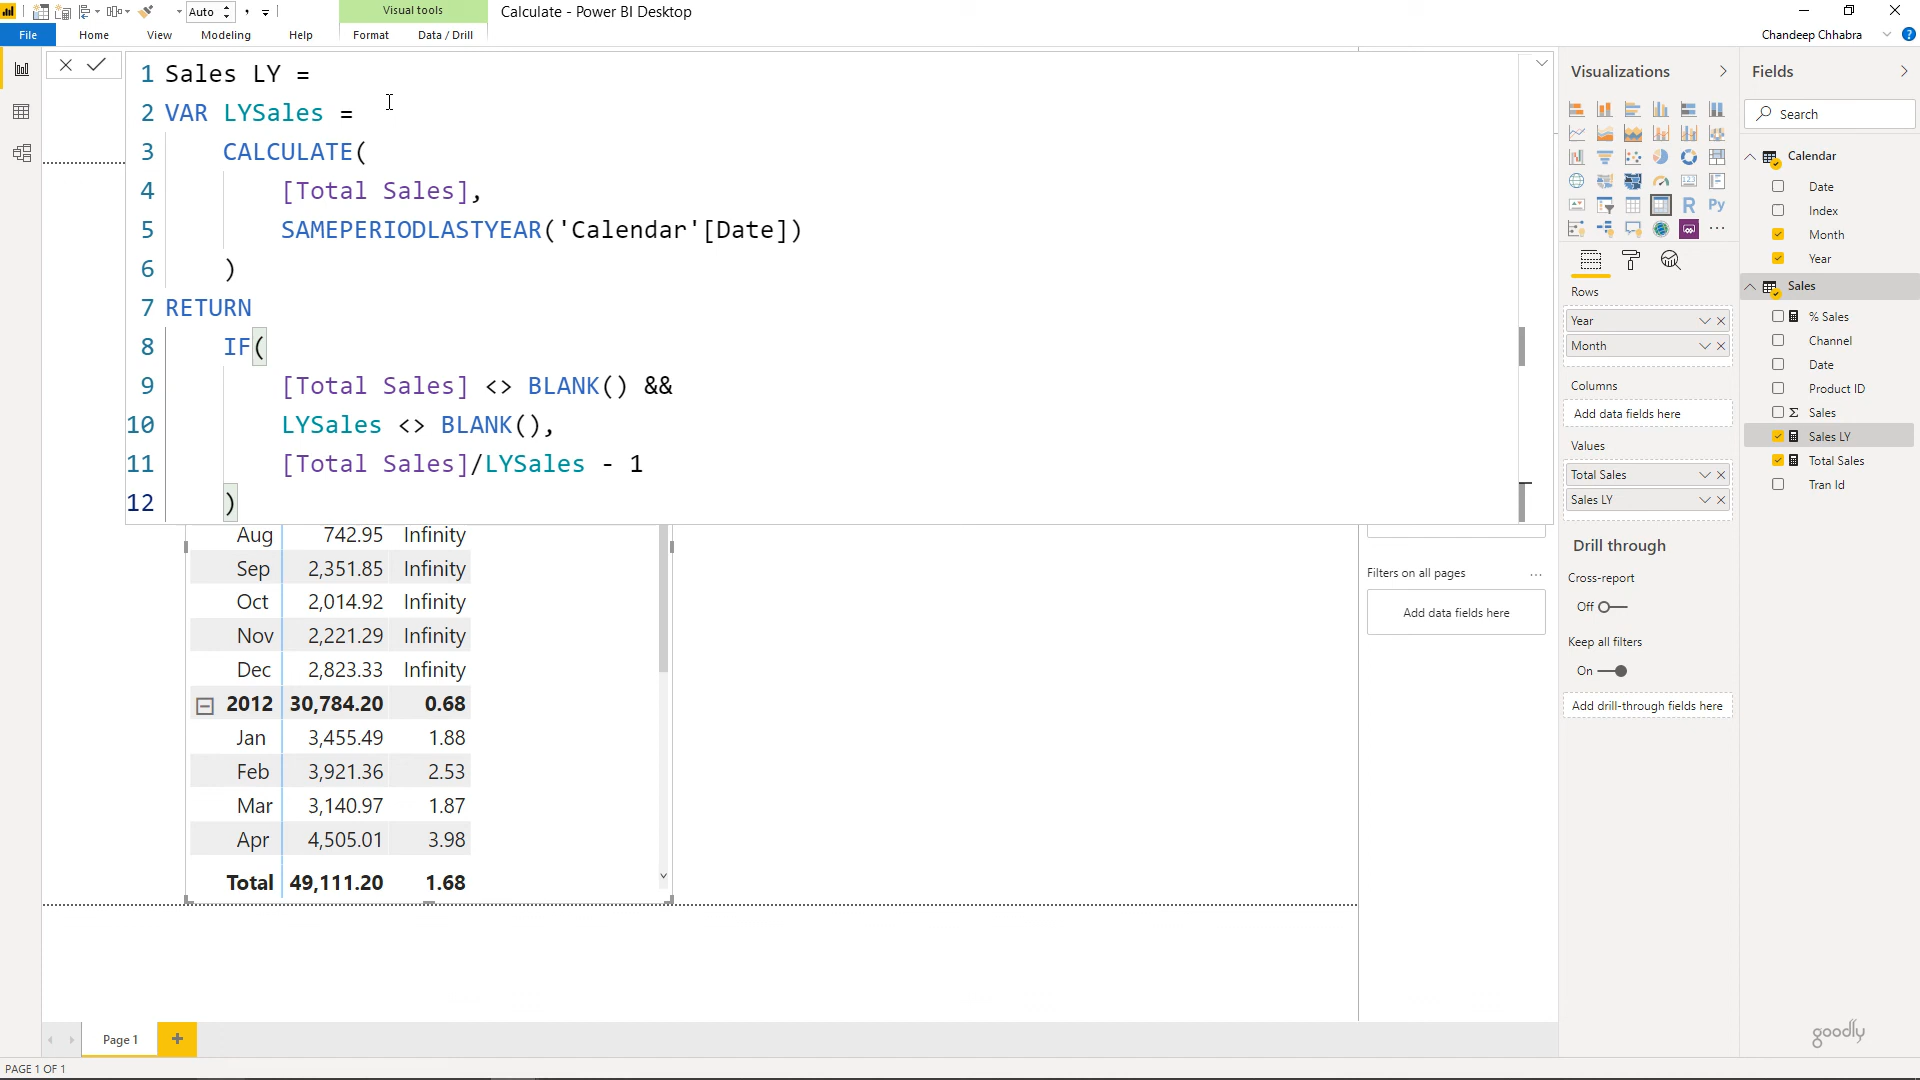 Auto
Visual tools
Calculate - Power BI Desktop
File
Home
View
Modeling
Help
Format
Data / Drill
Chandeep Chhabra
?
1 Sales LY =
2 VAR LYSales =
3 CALCULATE(
4 [Total Sales],
5 SAMEPERIODLASTYEAR('Calendar'[Date])
6 )
7 RETURN
8 IF(
9 [Total Sales] <> BLANK() &&
10 LYSales <> BLANK(),
11 [Total Sales]/LYSales - 1
12 )
Aug 742.95 Infinity
Sep 2,351.85 Infinity
Oct 2,014.92 Infinity
Nov 2,221.29 Infinity
Dec 2,823.33 Infinity
2012 30,784.20 0.68
Jan 3,455.49 1.88
Feb 3,921.36 2.53
Mar 3,140.97 1.87
Apr 4,505.01 3.98
Total 49,111.20 1.68
Filters on all pages
...
Add data fields here
Visualizations
R
Py
123
...
Rows
Year
Month
Columns
Add data fields here
Values
Total Sales
Sales LY
Drill through
Cross-report
Off
Keep all filters
On
Add drill-through fields here
Fields
Search
Calendar
Date
Index
Month
Year
Sales
% Sales
Channel
Date
Product ID
Σ Sales
Sales LY
Total Sales
Tran Id
goodly
Page 1
+
PAGE 1 OF 1